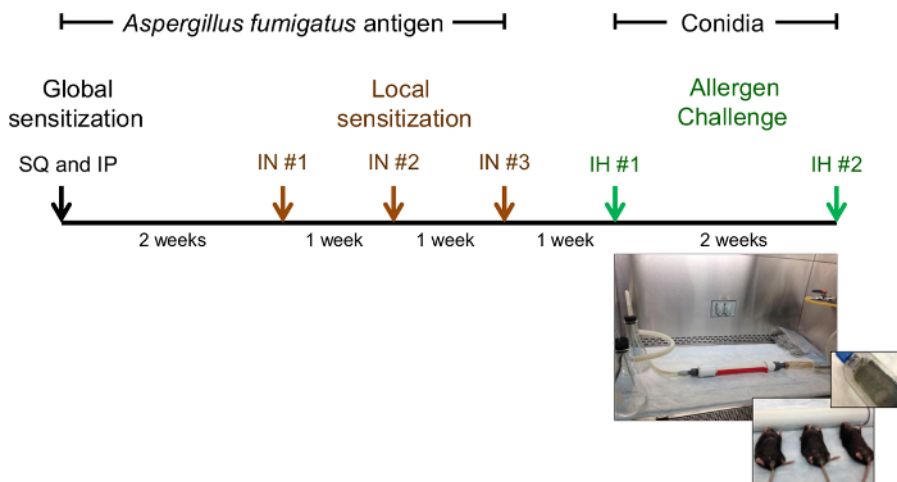 Aspergillus fumigatus antigen
Conidia
Global
sensitization
Local
sensitization
Allergen
Challenge
SQ and IP
IN #1
IN #2
IN #3
IH #1
IH #2
2 weeks
1 week
1 week
1 week
2 weeks